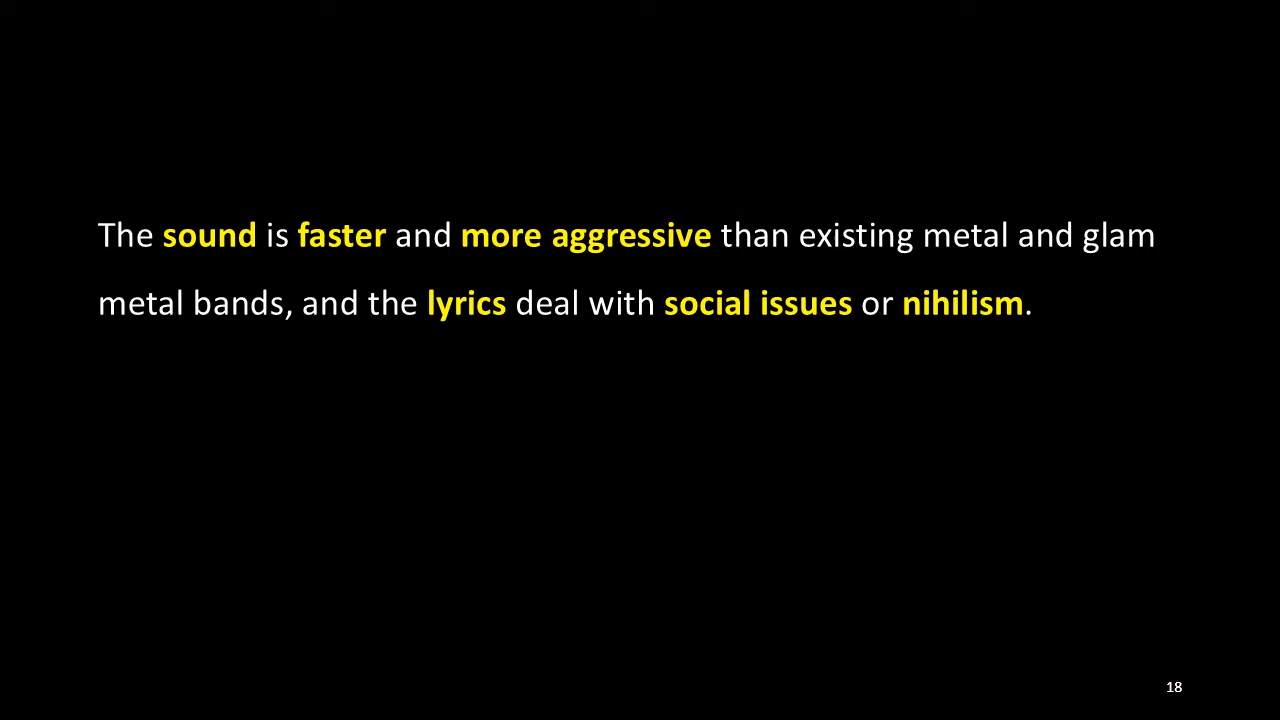 The sound is faster and more aggressive than existing metal and glam
metal bands, and the lyrics deal with social issues or nihilism.
18